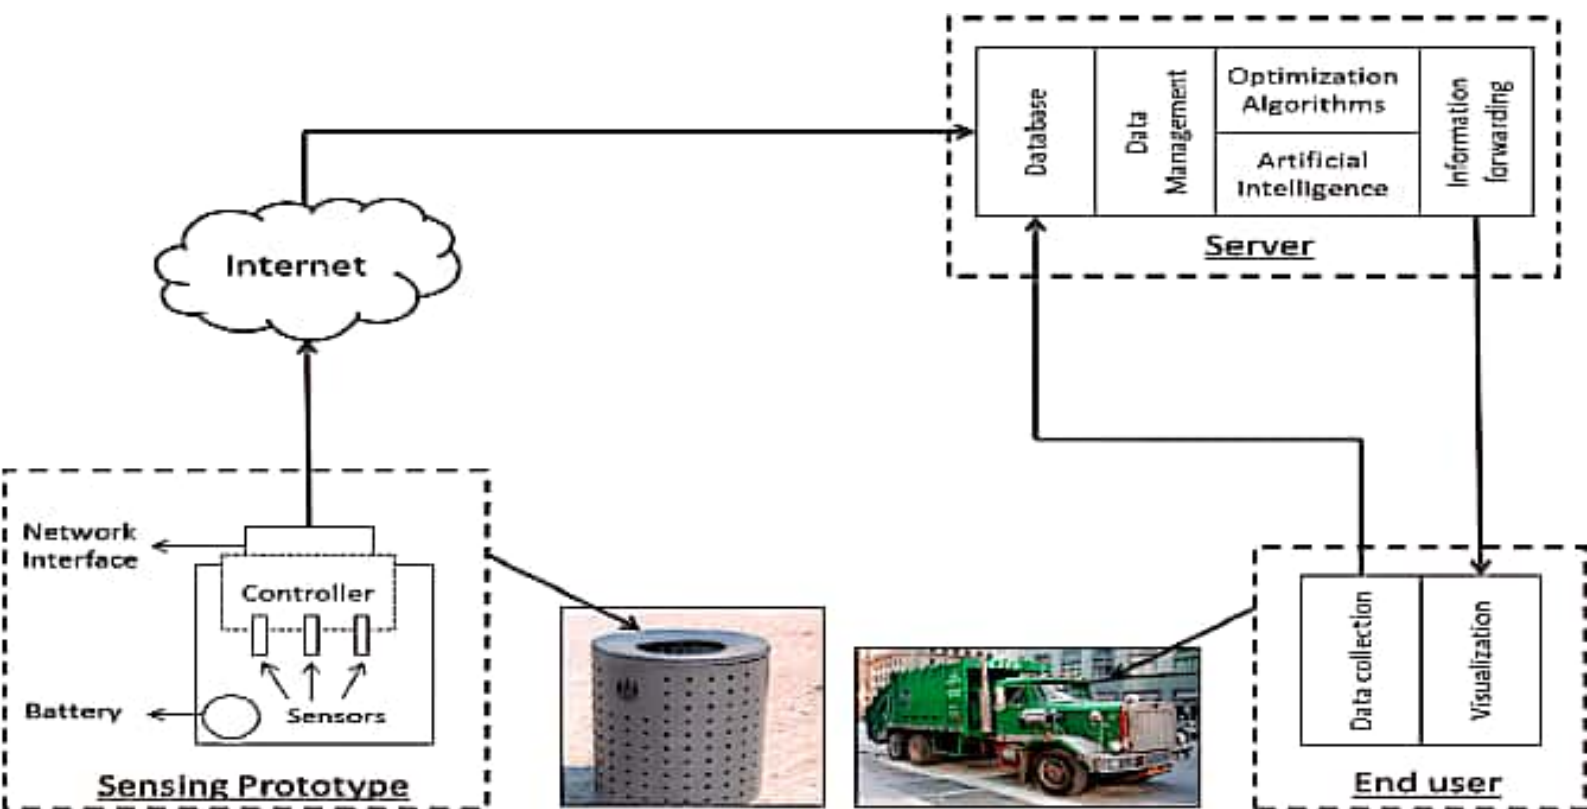 Database
Data
Management
Optimization
Algorithms
Artificial
Intelligence
Information
forwarding
Server
Internet
Network
Interface
Controller
Battery
Sensors
Sensing Prototype
Data collection
Visualization
End user